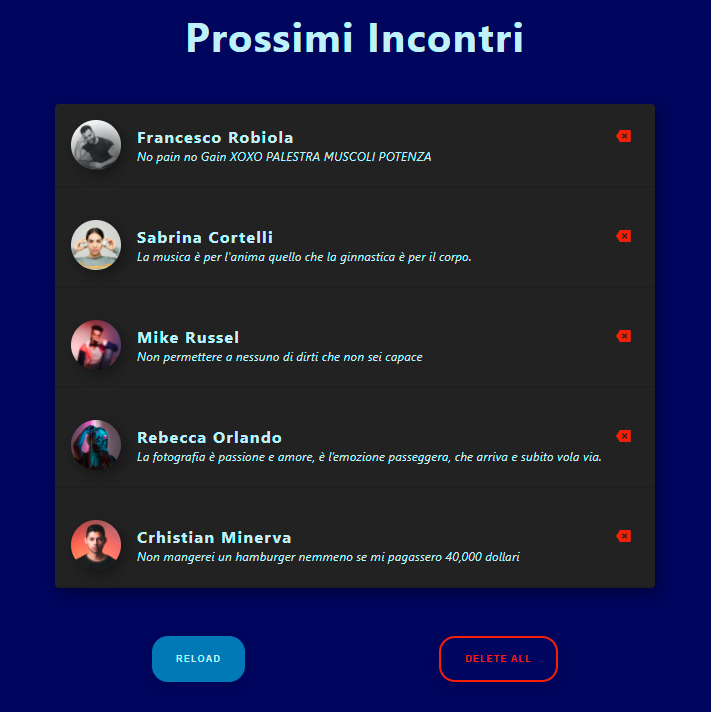 Prossimi Incontri
Francesco Robiola
No pain no Gain XOXO PALESTRA MUSCOLI POTENZA
Sabrina Cortelli
La musica è per l'anima quello che la ginnastica è per il corpo.
Mike Russel
Non permettere a nessuno di dirti che non sei capace
Rebecca Orlando
La fotografia è passione e amore, è l'emozione passeggera, che arriva e subito vola via.
Crhistian Minerva
Non mangerei un hamburger nemmeno se mi pagassero 40,000 dollari
RELOAD
DELETE ALL